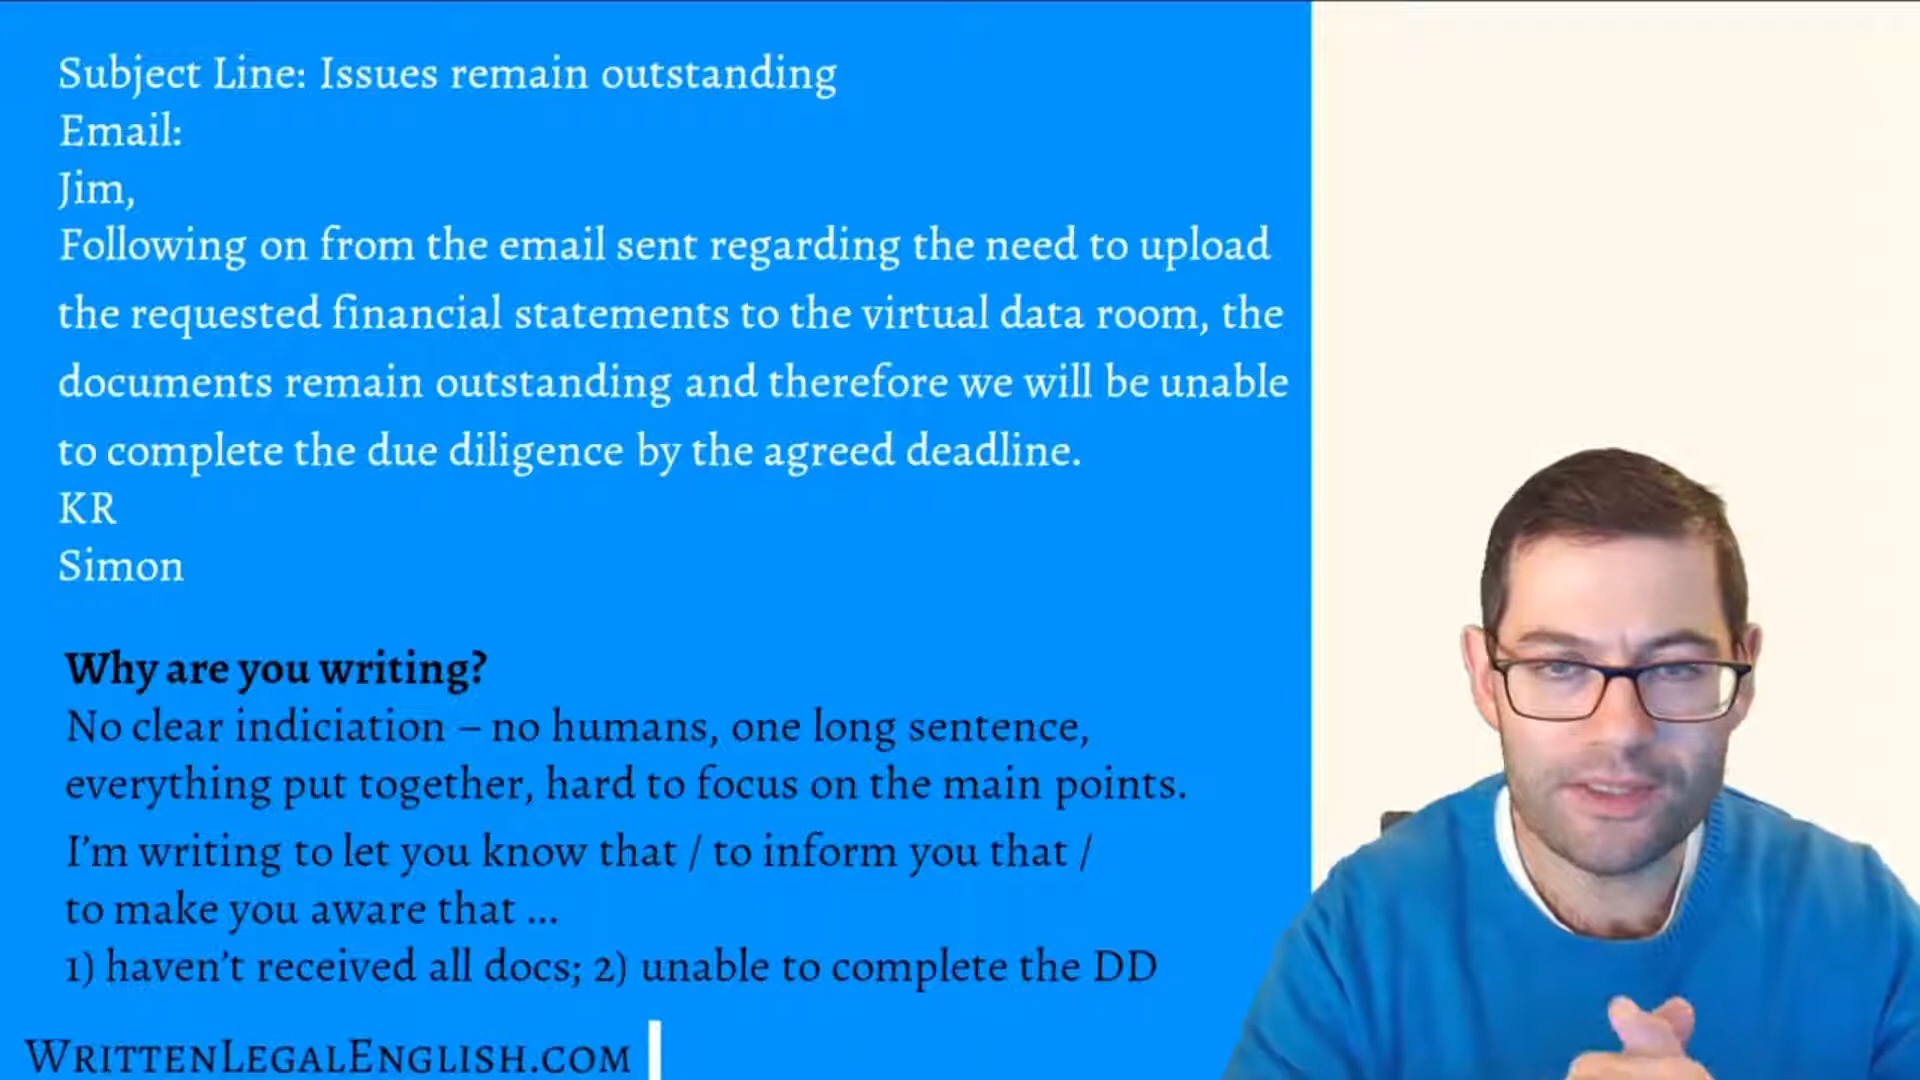 Subject Line: Issues remain outstanding
Email:
Jim,
Following on from the email sent regarding the need to upload
the requested financial statements to the virtual data room, the
documents remain outstanding and therefore we will be unable
to complete the due diligence by the agreed deadline.
KR
Simon
Why are you writing?
No clear indiciation – no humans, one long sentence,
everything put together, hard to focus on the main points.
I'm writing to let you know that / to inform you that /
to make you aware that ...
1) haven't received all docs; 2) unable to complete the DD
WRITTENLEGALENGLISH.COM